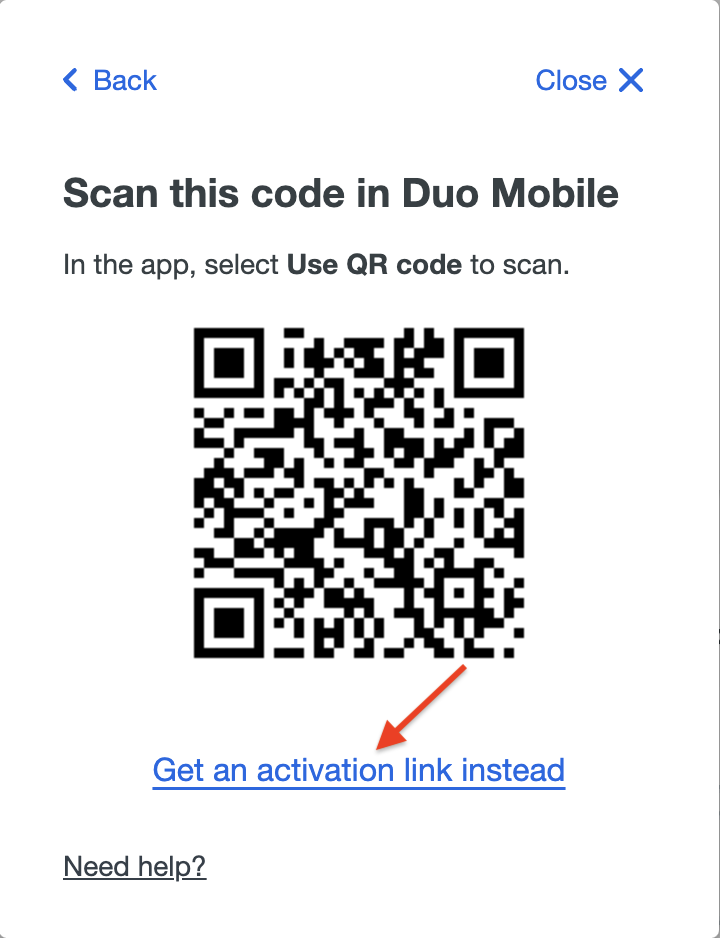 Back
Close
Scan this code in Duo Mobile
In the app, select Use QR code to scan.
Get an activation link instead
Need help?